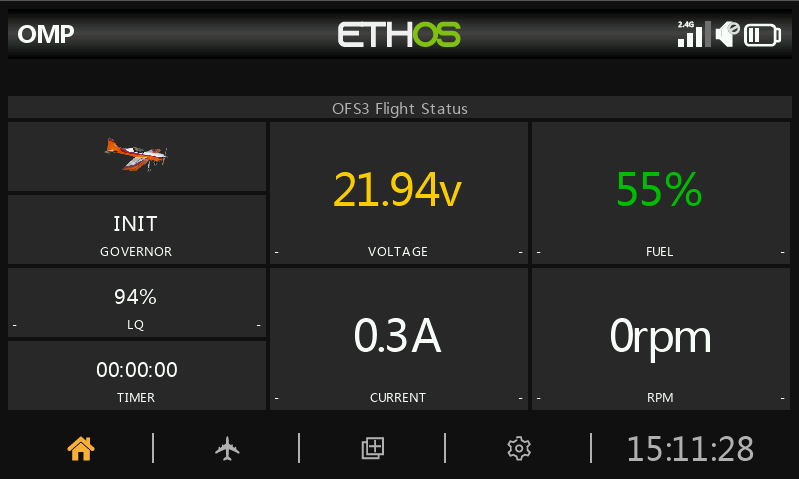 OMP
ETHOS
2.4G
OFS3 Flight Status
INIT
GOVERNOR
94%
- LQ -
00:00:00
TIMER
21.94v
- VOLTAGE -
55%
- FUEL -
0.3A
- CURRENT -
0rpm
- RPM -
15:11:28